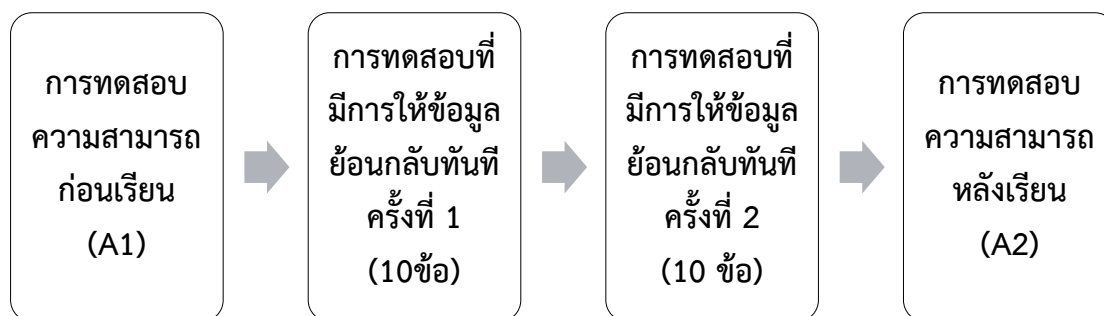 การทดสอบ
ความสามารถ
ก่อนเรียน
(A1)
การทดสอบที่
มีการให้ข้อมูล
ย้อนกลับทันที
ครั้งที่ 1
(10ข้อ)
การทดสอบที่
มีการให้ข้อมูล
ย้อนกลับทันที
ครั้งที่ 2
(10 ข้อ)
การทดสอบ
ความสามารถ
หลังเรียน
(A2)